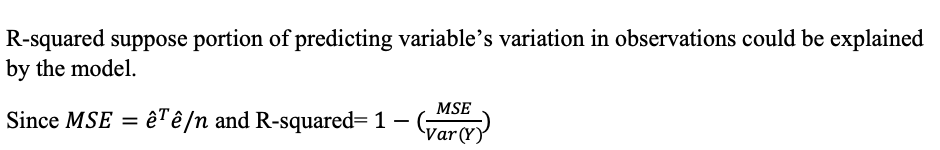 R-squared suppose portion of predicting variable’s variation in observations could be explained
by the model.
Since MSE = êᵀê/n and R-squared= 1 − (MSE/Var(Y))